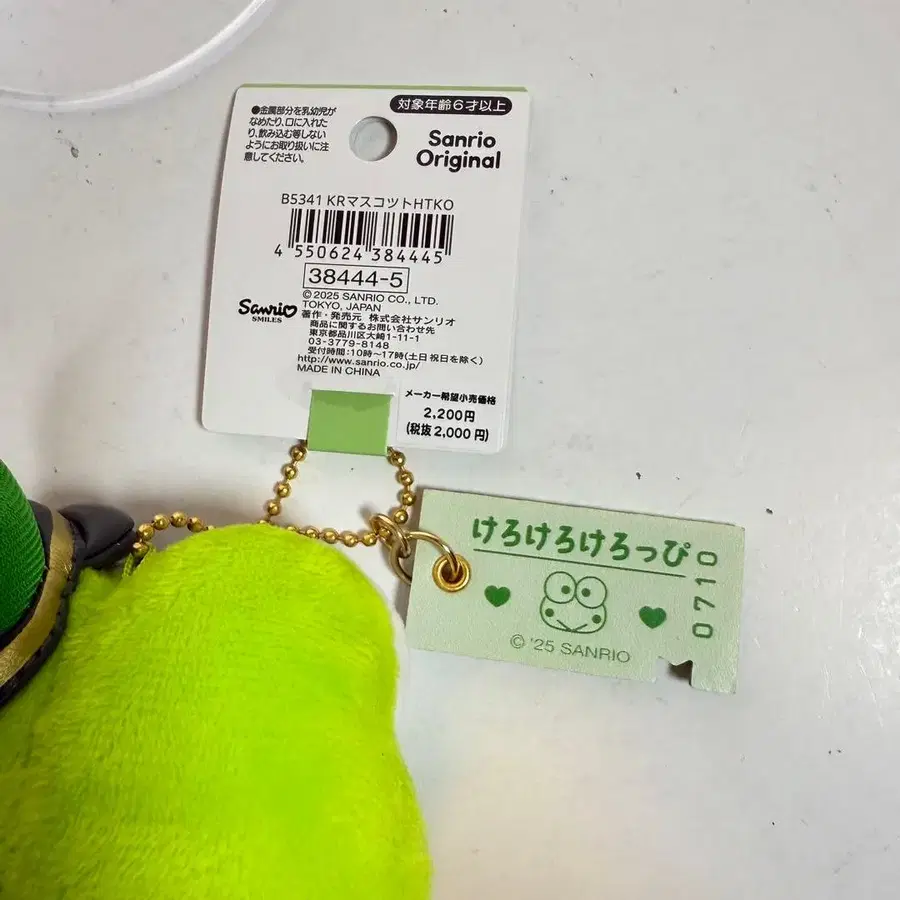 ●金属部分を乳幼児が
なめたり、口に入れた
り、飲み込む等しない
ようにお取り扱いに注
意してください。
対象年齢6才以上
Sanrio
Original
B5341 KRマスコットHTKO
4 550624 384445
38444-5
© 2025 SANRIO CO., LTD.
TOKYO, JAPAN
Sanrio
SMILES
著作・発売元 株式会社サンリオ
商品に関するお問い合わせ先
東京都品川区大崎1-11-1
03-3779-8148
受付時間:10時〜17時(土日祝日を除く)
http://www.sanrio.co.jp/
MADE IN CHINA
メーカー希望小売価格
2,200円
(税抜2,000円)
けろけろけろっぴ
0710
© '25 SANRIO